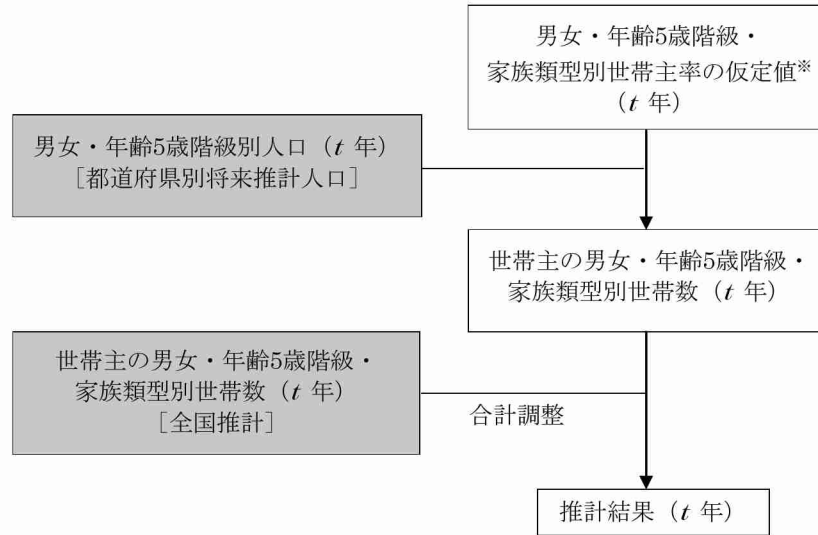 男女・年齢5歳階級・
家族類型別世帯主率の仮定値※
（t 年）
男女・年齢5歳階級別人口（t 年）
［都道府県別将来推計人口］
世帯主の男女・年齢5歳階級・
家族類型別世帯数（t 年）
世帯主の男女・年齢5歳階級・
家族類型別世帯数（t 年）
［全国推計］
合計調整
推計結果（t 年）